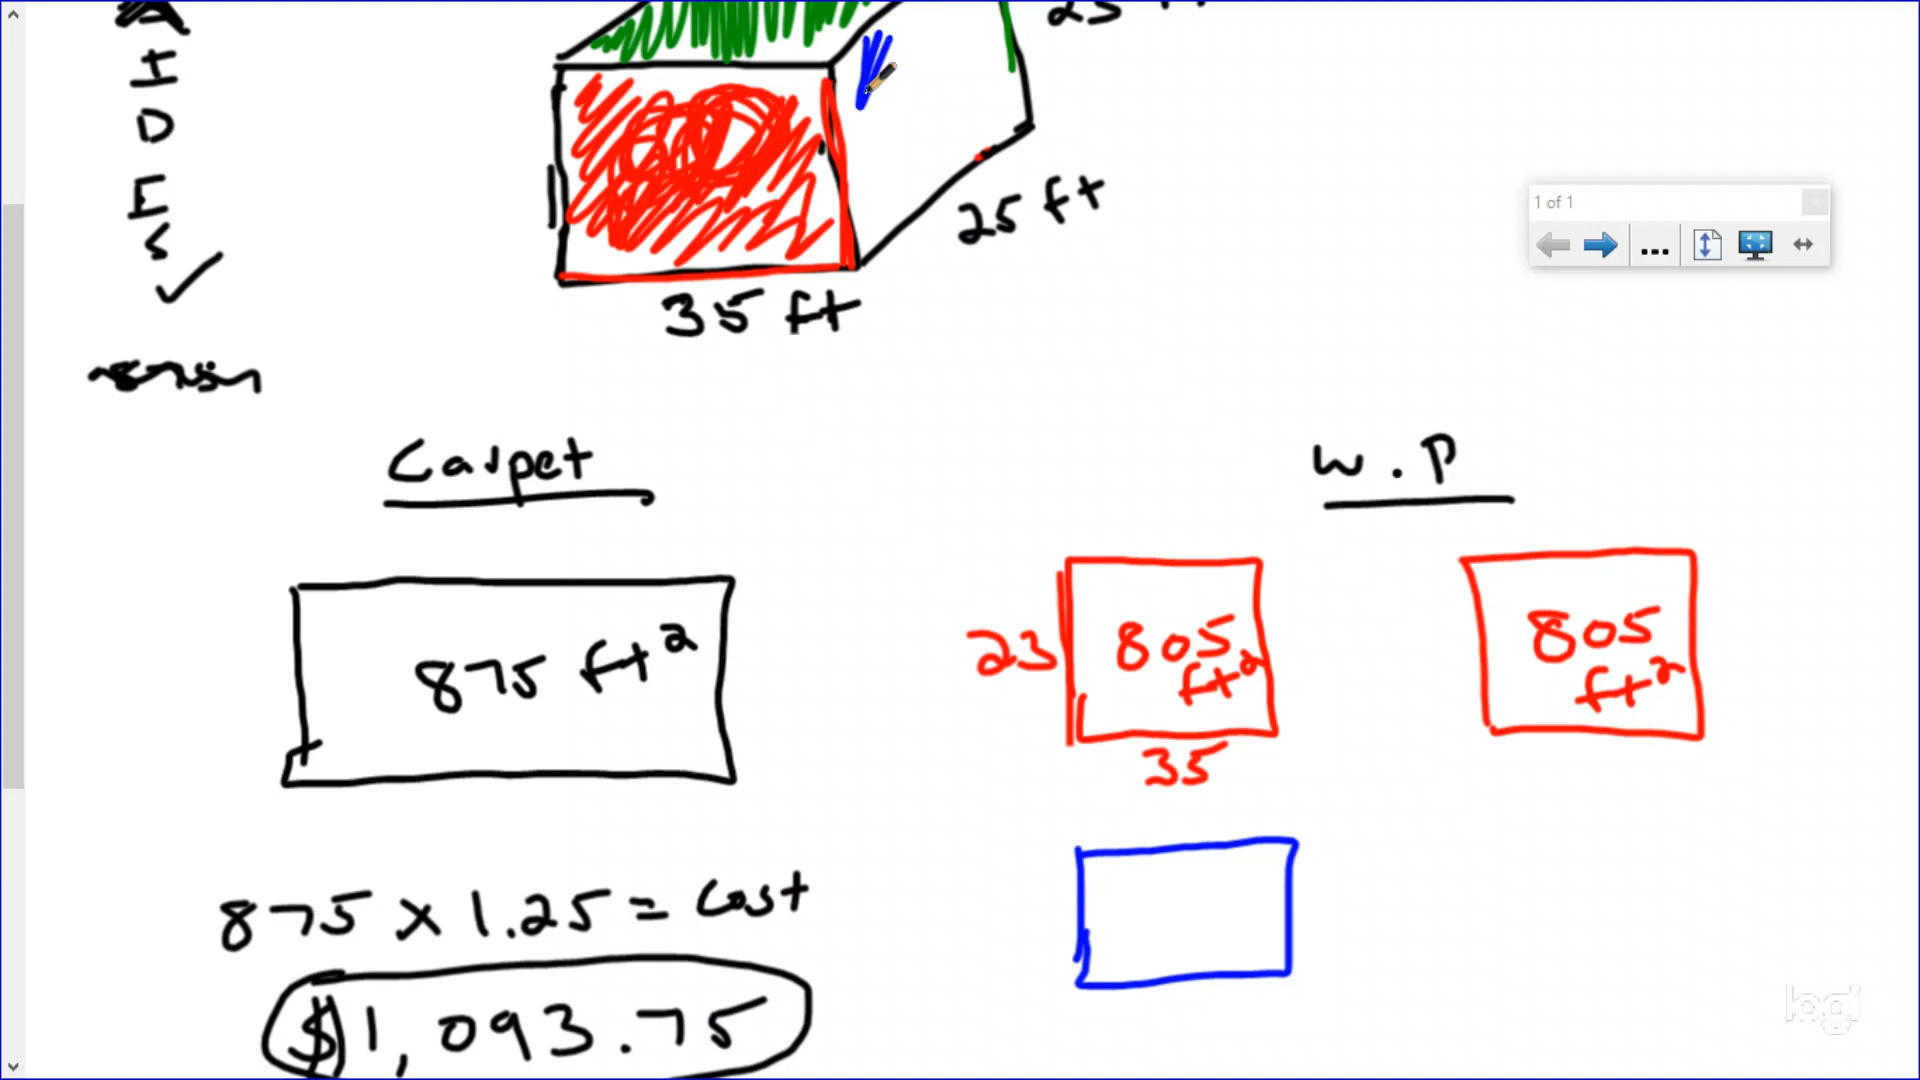 I
D
E
S
25 ft
35 ft
Carpet
W.P
875 ft²
23
805
ft²
35
805
ft²
875 x 1.25 = cost
$1,093.75
1 of 1
...
logi